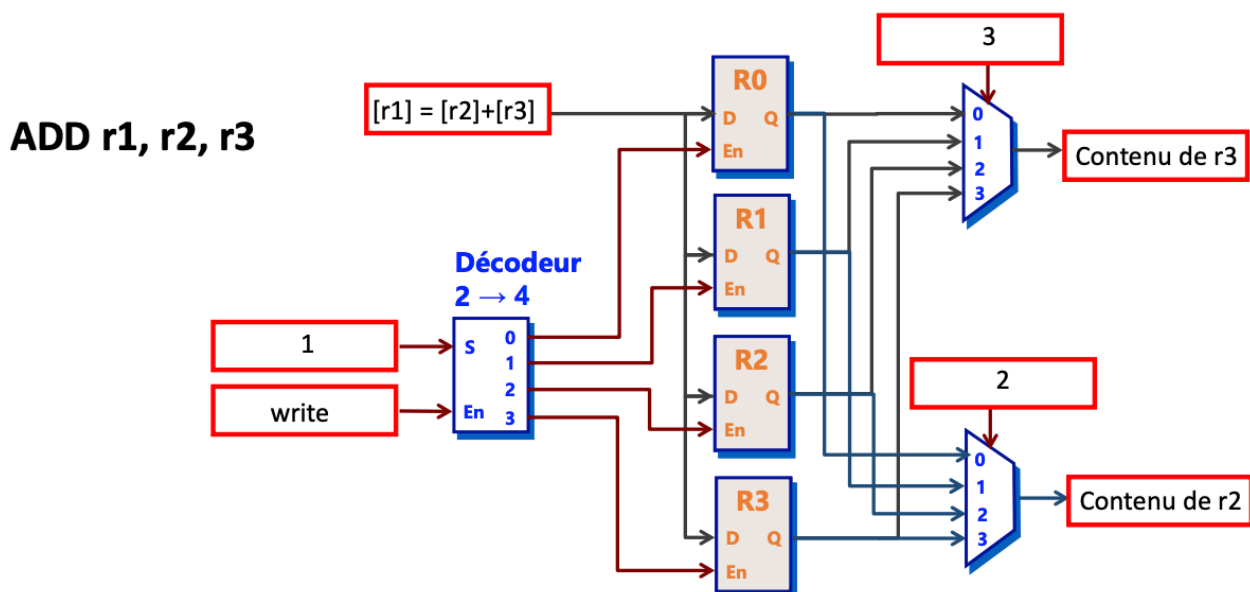 ADD r1, r2, r3
[r1] = [r2]+[r3]
R0
D Q
En
3
0
1
2
3
Contenu de r3
R1
D Q
En
Décodeur
2 → 4
1
write
S
En
0
1
2
3
R2
D Q
En
2
0
1
2
3
Contenu de r2
R3
D Q
En